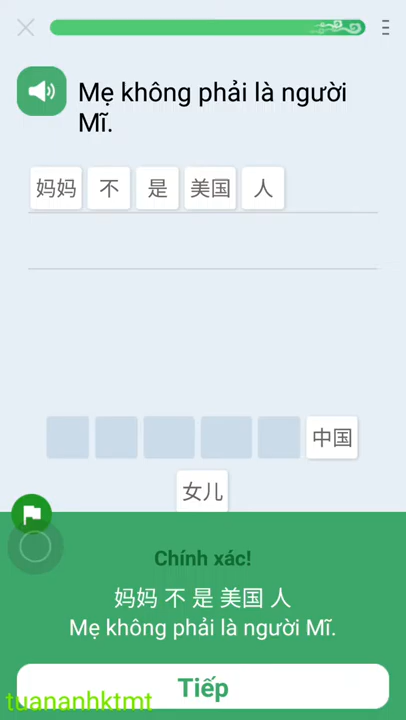 Mẹ không phải là người
Mĩ.
妈妈 不 是 美国 人
中国
女儿
Chính xác!
妈妈 不 是 美国 人
Mẹ không phải là người Mĩ.
Tiếp
tuananhktmt